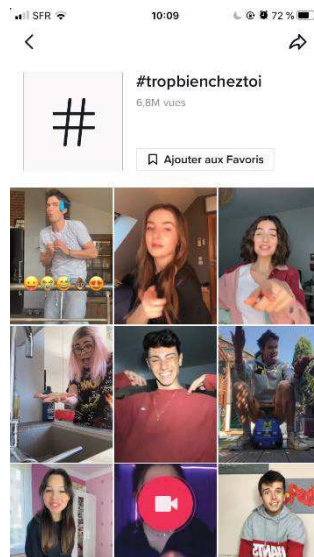 SFR
10:09
72 %
#
#tropbiencheztoi
6,8M vues
Ajouter aux Favoris